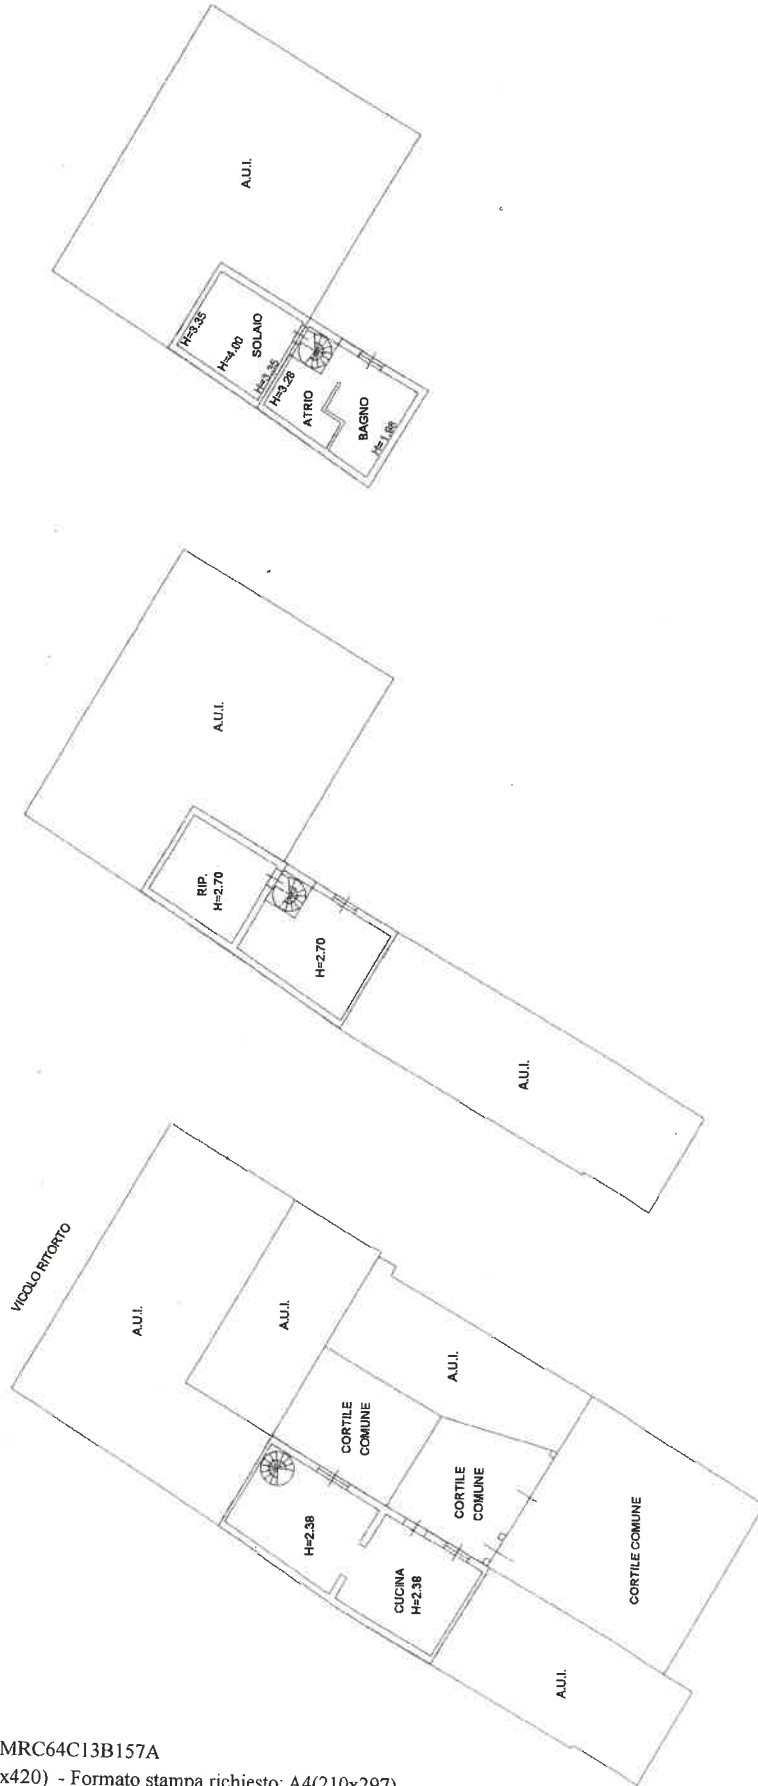 A.U.I.
H=3.35
H=4.00
SOLAIO
H=3.35
H=3.28
ATRIO
BAGNO
A.U.I.
RIP.
H=2.70
H=2.70
A.U.I.
VICOLO RITORTO
A.U.I.
A.U.I.
A.U.I.
CORTILE
COMUNE
CORTILE
COMUNE
H=2.38
CUCINA
H=2.38
CORTILE COMUNE
A.U.I.
MRC64C13B157A
x420) - Formato stampa richiesto: A4(210x297)